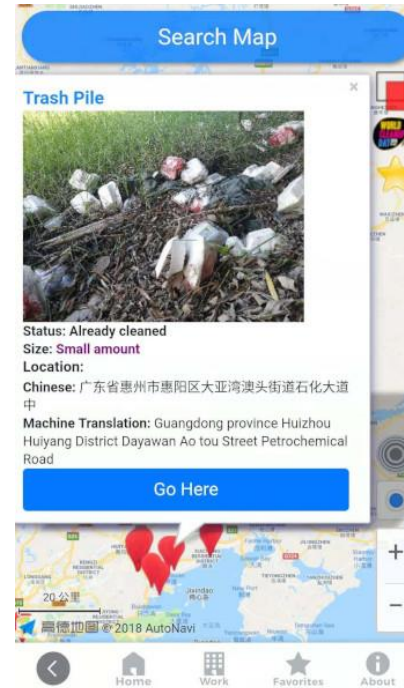 Search Map
Trash Pile
×
WORLD
CLEANUP
DAY
Status: Already cleaned
Size: Small amount
Location:
Chinese: 广东省惠州市惠阳区大亚湾澳头街道石化大道
中
Machine Translation: Guangdong province Huizhou
Huiyang District Dayawan Ao tou Street Petrochemical
Road
Go Here
+
20 公里
−
高德地图 © 2018 AutoNavi
Home
Work
Favorites
About